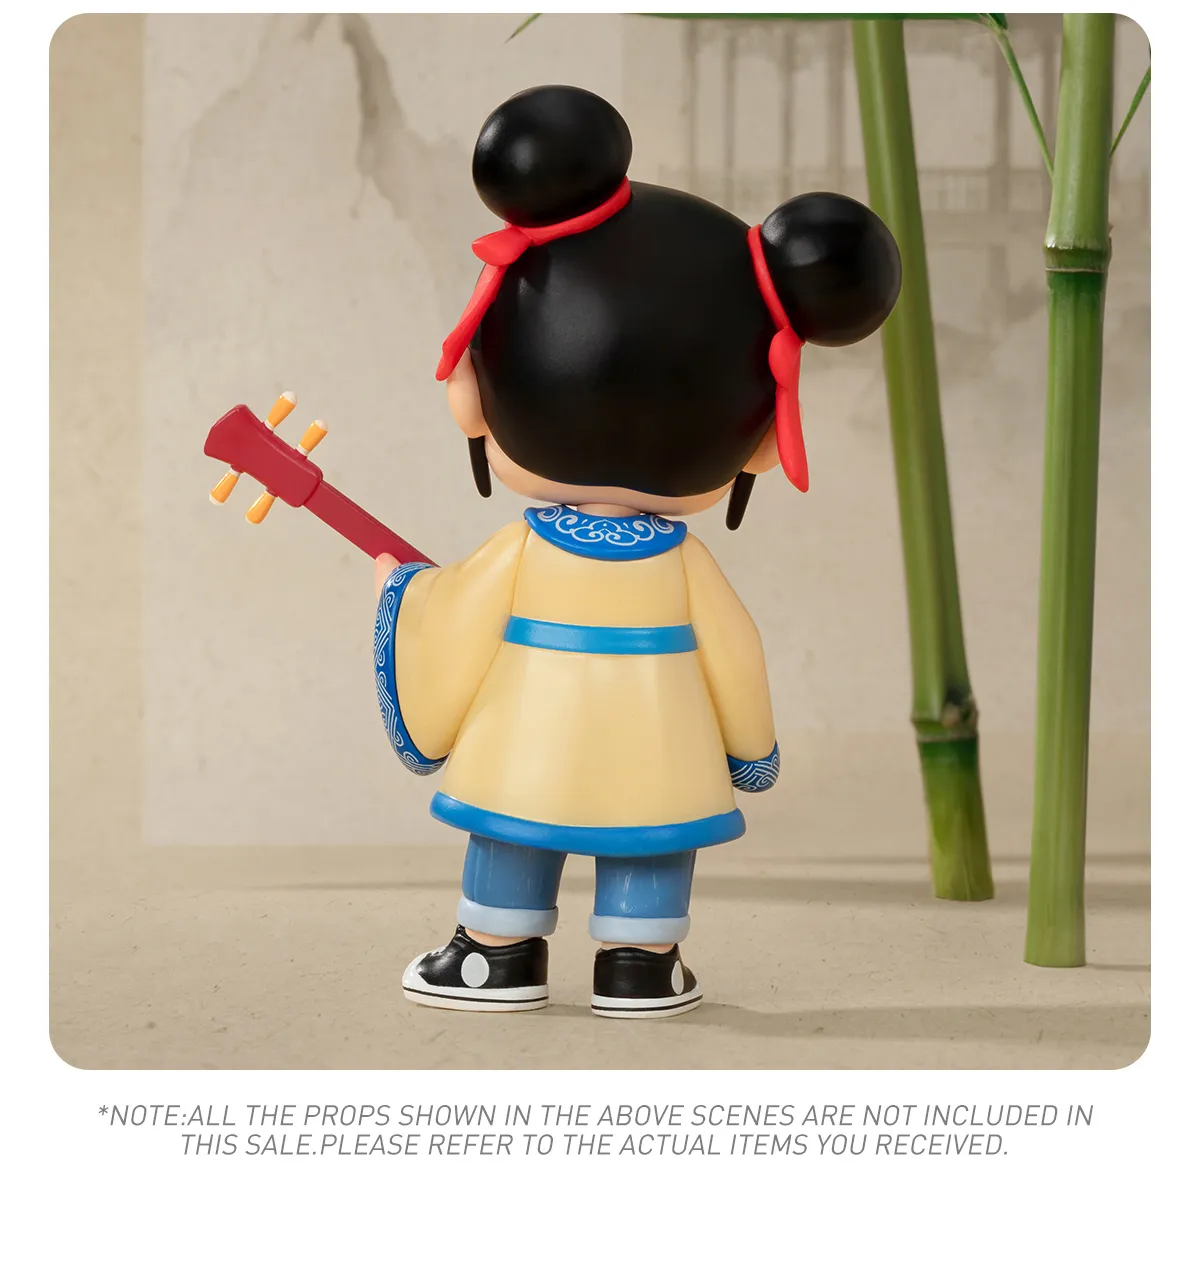 *NOTE:ALL THE PROPS SHOWN IN THE ABOVE SCENES ARE NOT INCLUDED IN
THIS SALE.PLEASE REFER TO THE ACTUAL ITEMS YOU RECEIVED.